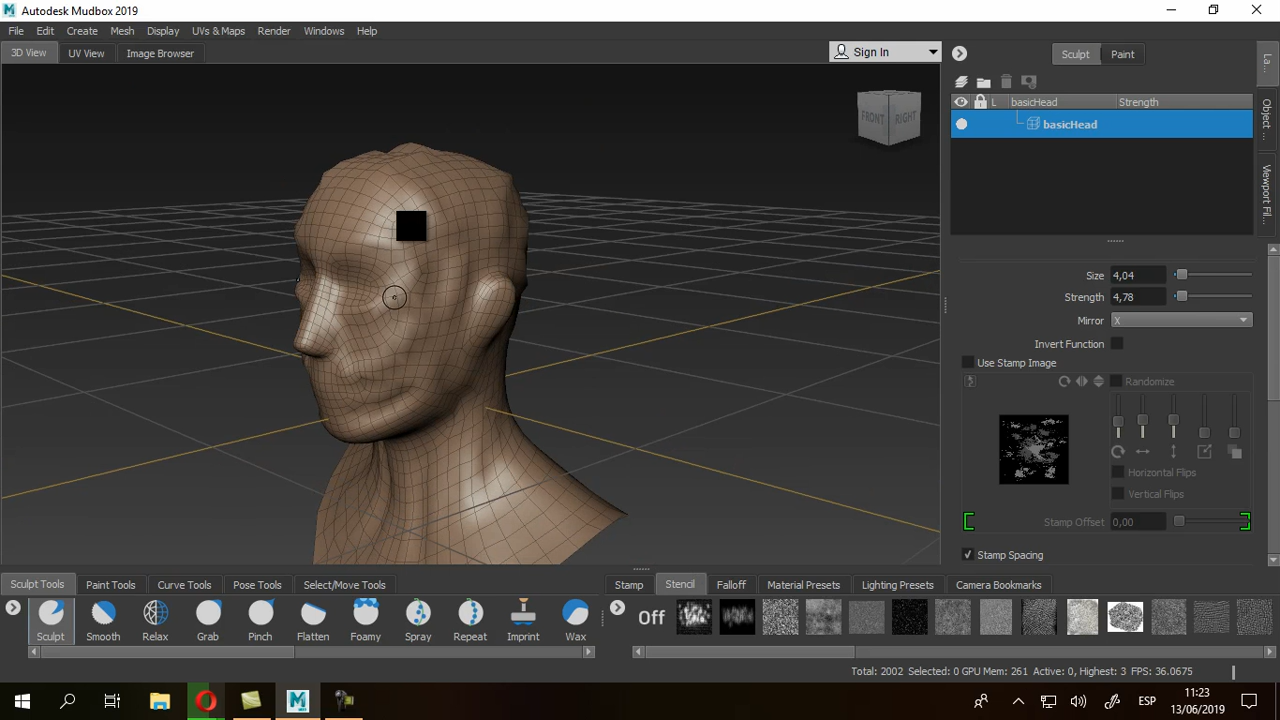 Autodesk Mudbox 2019
File Edit Create Mesh Display UVs & Maps Render Windows Help
3D View UV View Image Browser
Sign In
Sculpt Paint
La...
L basicHead Strength
basicHead
Object ...
Viewport Fil...
FRONT RIGHT
Size 4,04
Strength 4,78
Mirror X
Invert Function
Use Stamp Image
Randomize
Horizontal Flips
Vertical Flips
Stamp Offset 0,00
Stamp Spacing
Sculpt Tools Paint Tools Curve Tools Pose Tools Select/Move Tools
Stamp Stencil Falloff Material Presets Lighting Presets Camera Bookmarks
Sculpt Smooth Relax Grab Pinch Flatten Foamy Spray Repeat Imprint Wax
Off
Total: 2002 Selected: 0 GPU Mem: 261 Active: 0, Highest: 3 FPS: 36.0675
ESP
11:23
13/06/2019